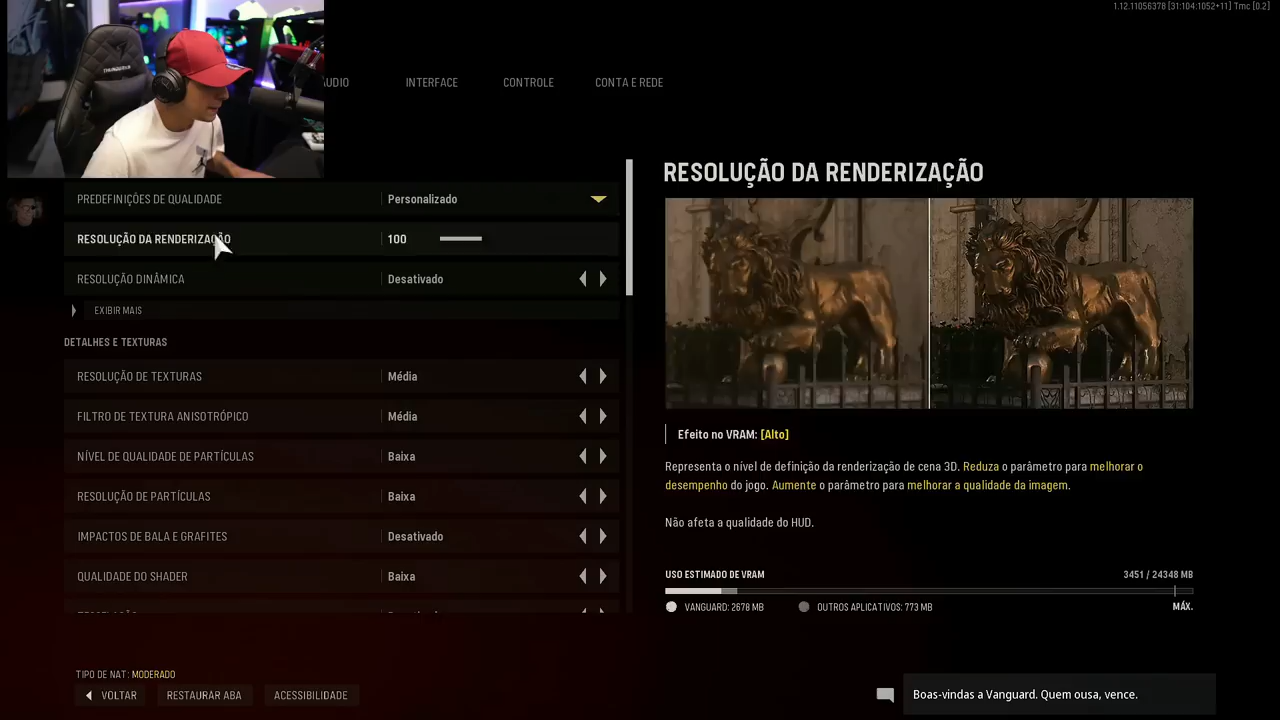 1.12.11056378 [31:104:1052+11] Tmc [0.2]
INTERFACE
CONTROLE
CONTA E REDE
RESOLUÇÃO DA RENDERIZAÇÃO
PREDEFINIÇÕES DE QUALIDADE Personalizado
RESOLUÇÃO DA RENDERIZAÇÃO 100
RESOLUÇÃO DINÂMICA Desativado
EXIBIR MAIS
DETALHES E TEXTURAS
RESOLUÇÃO DE TEXTURAS Média
FILTRO DE TEXTURA ANISOTRÓPICO Média
NÍVEL DE QUALIDADE DE PARTÍCULAS Baixa
RESOLUÇÃO DE PARTÍCULAS Baixa
IMPACTOS DE BALA E GRAFITES Desativado
QUALIDADE DO SHADER Baixa
Efeito no VRAM: [Alto]
Representa o nível de definição da renderização de cena 3D. Reduza o parâmetro para melhorar o
desempenho do jogo. Aumente o parâmetro para melhorar a qualidade da imagem.
Não afeta a qualidade do HUD.
USO ESTIMADO DE VRAM 3451 / 24348 MB
VANGUARD: 2678 MB OUTROS APLICATIVOS: 773 MB MÁX.
TIPO DE NAT: MODERADO
VOLTAR RESTAURAR ABA ACESSIBILIDADE
Boas-vindas a Vanguard. Quem ousa, vence.